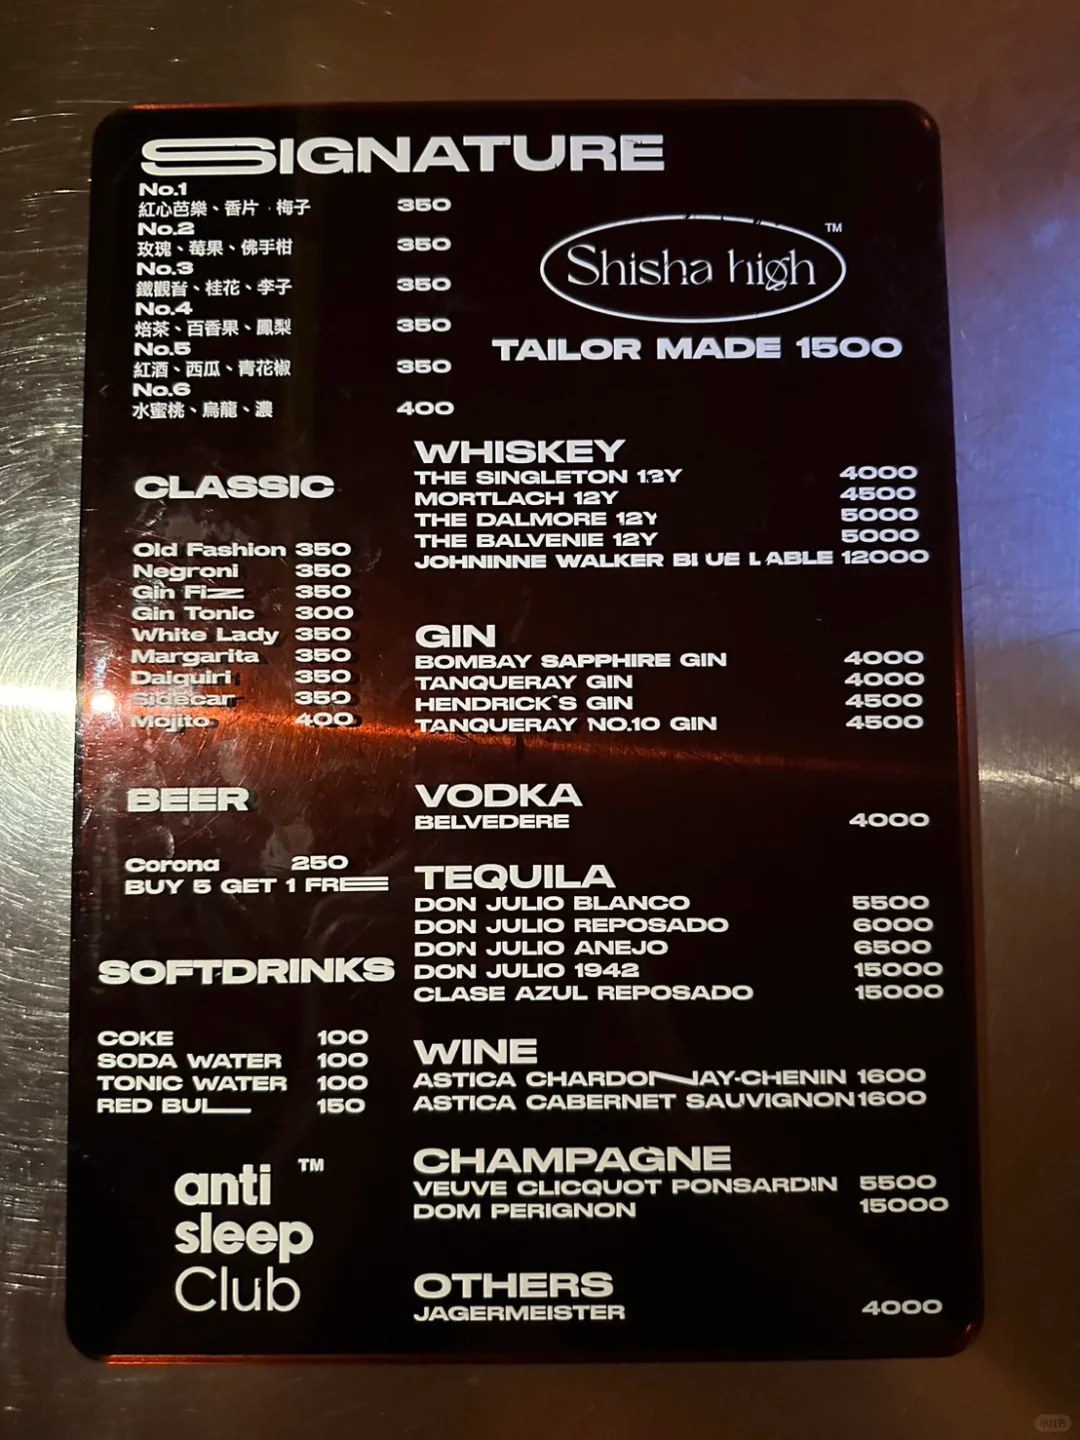 SIGNATURE
No.1
紅心芭樂、香片、梅子 350
No.2
玫瑰、莓果、佛手柑 350
No.3
鐵觀音、桂花、李子 350
No.4
焙茶、百香果、鳳梨 350
No.5
紅酒、西瓜、青花椒 350
No.6
水蜜桃、烏龍、濃 400
Shisha high ™
TAILOR MADE 1500
CLASSIC
Old Fashion 350
Negroni 350
Gin Fizz 350
Gin Tonic 300
White Lady 350
Margarita 350
Daiquiri 350
Sidecar 350
Mojito 400
BEER
Corona 250
BUY 5 GET 1 FREE
SOFTDRINKS
COKE 100
SODA WATER 100
TONIC WATER 100
RED BULL 150
anti ™
sleep
Club
WHISKEY
THE SINGLETON 12Y 4000
MORTLACH 12Y 4500
THE DALMORE 12Y 5000
THE BALVENIE 12Y 5000
JOHNINNE WALKER BLUE LABLE 12000
GIN
BOMBAY SAPPHIRE GIN 4000
TANQUERAY GIN 4000
HENDRICK'S GIN 4500
TANQUERAY NO.10 GIN 4500
VODKA
BELVEDERE 4000
TEQUILA
DON JULIO BLANCO 5500
DON JULIO REPOSADO 6000
DON JULIO ANEJO 6500
DON JULIO 1942 15000
CLASE AZUL REPOSADO 15000
WINE
ASTICA CHARDONNAY-CHENIN 1600
ASTICA CABERNET SAUVIGNON 1600
CHAMPAGNE
VEUVE CLICQUOT PONSARDIN 5500
DOM PERIGNON 15000
OTHERS
JAGERMEISTER 4000
小红书